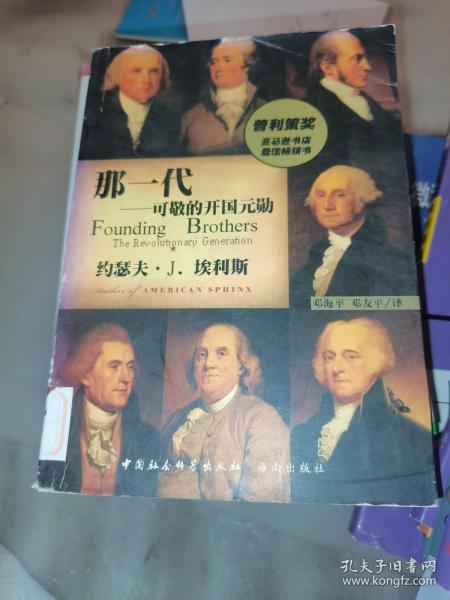 普利策奖
亚马逊书店
最佳畅销书
那一代
——可敬的开国元勋
Founding Brothers
The Revolutionary Generation
约瑟夫·J.埃利斯
Author of AMERICAN SPHINX
邓海平 邓友平/译
中国社会科学出版社 海南出版社
孔夫子旧书网
www.kongfz.com